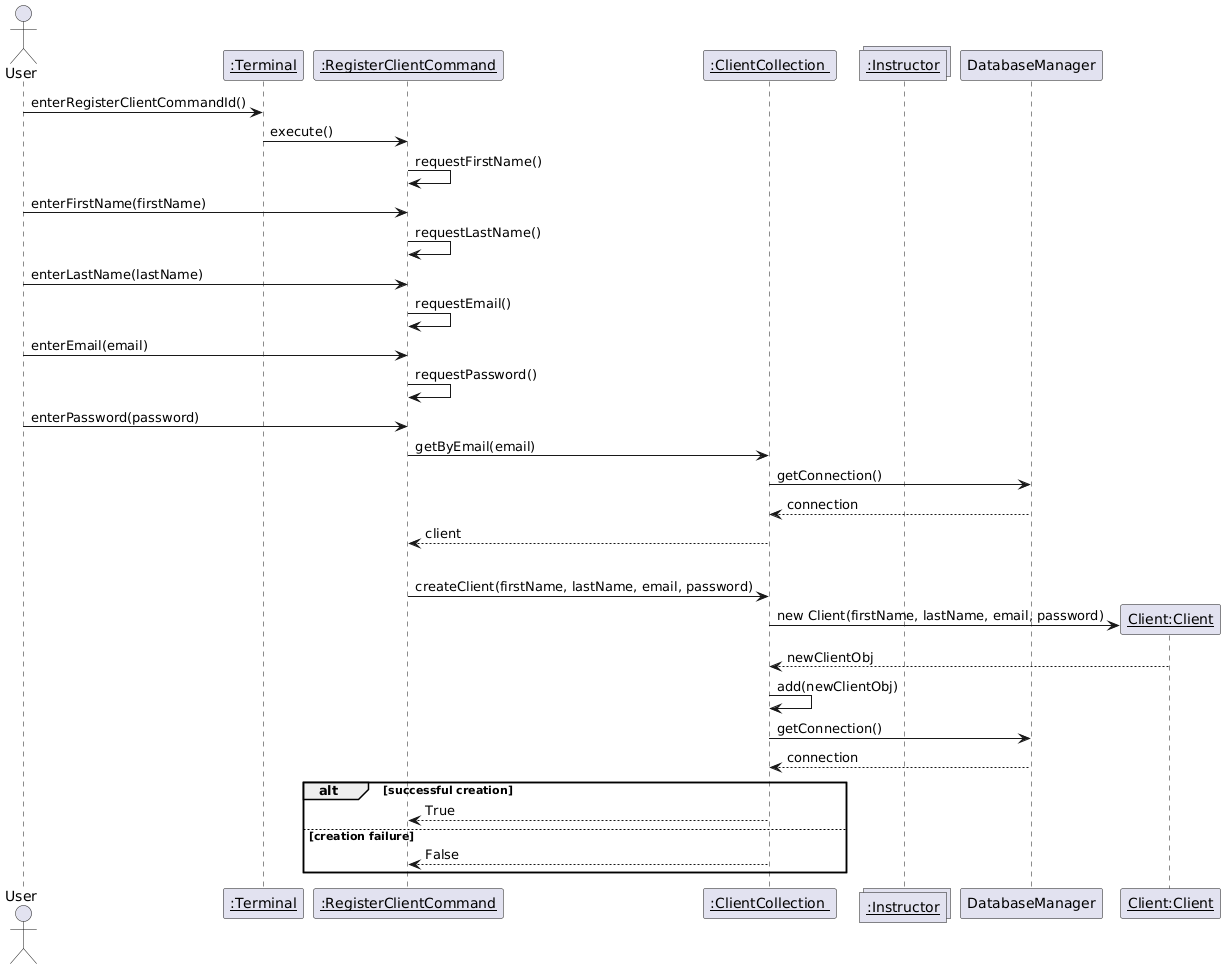 User
:Terminal
:RegisterClientCommand
:ClientCollection
:Instructor
DatabaseManager
enterRegisterClientCommandId()
execute()
requestFirstName()
enterFirstName(firstName)
requestLastName()
enterLastName(lastName)
requestEmail()
enterEmail(email)
requestPassword()
enterPassword(password)
getByEmail(email)
getConnection()
connection
client
createClient(firstName, lastName, email, password)
new Client(firstName, lastName, email, password)
Client:Client
newClientObj
add(newClientObj)
getConnection()
connection
alt [successful creation]
True
[creation failure]
False
User
:Terminal
:RegisterClientCommand
:ClientCollection
:Instructor
DatabaseManager
Client:Client